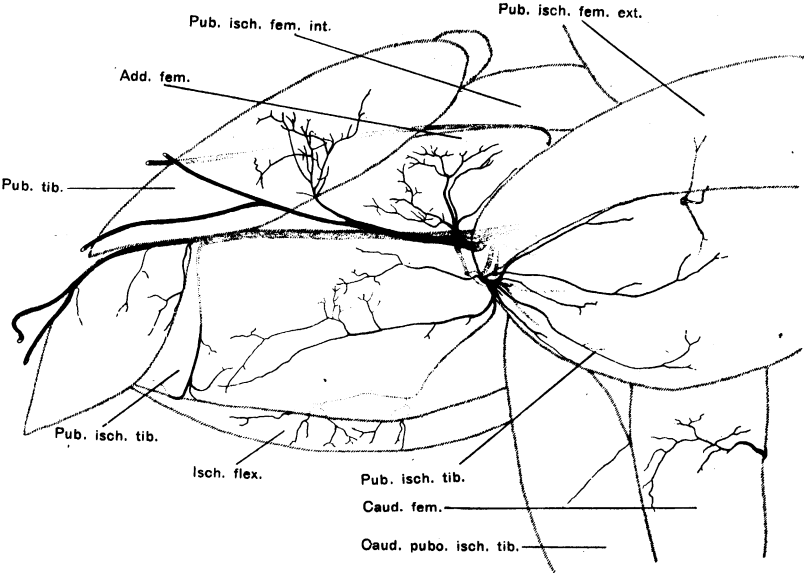 Pub. isch. fem. ext.
Pub. isch. fem. int.
Add. fem.
Pub. tib.
Pub. isch. tib.
Isch. flex.
Pub. isch. tib.
Caud. fem.
Oaud. pubo. isch. tib.